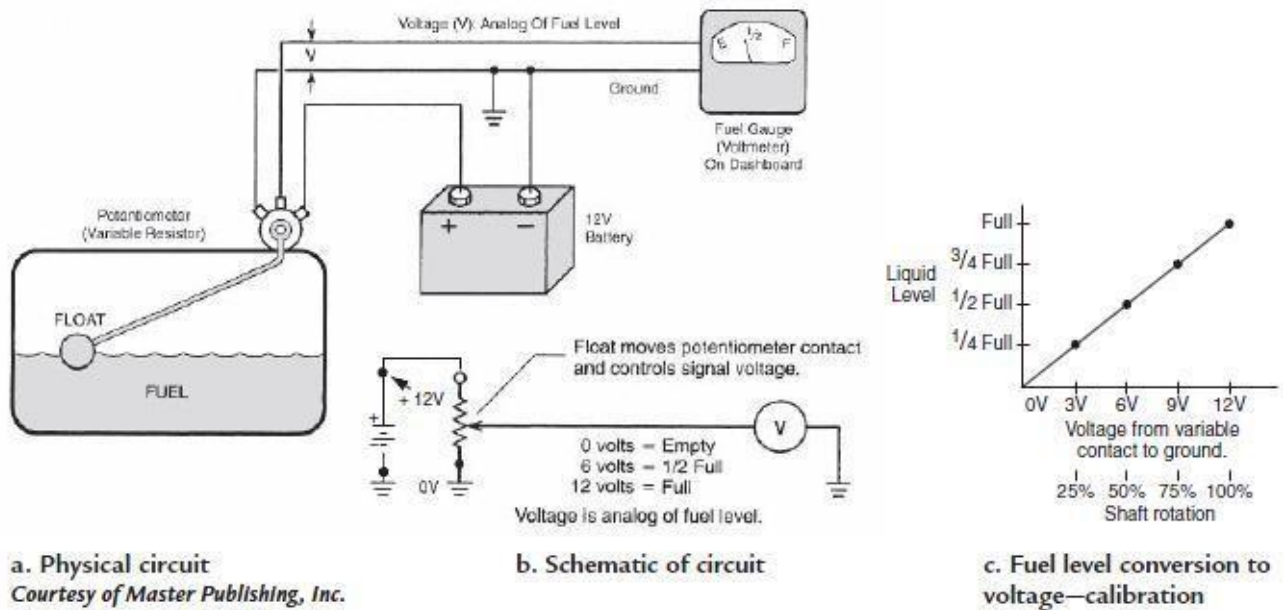 Voltage (V): Analog Of Fuel Level
V
Ground
E 1/2 F
Fuel Gauge
(Voltmeter)
On Dashboard
Potentiometer
(Variable Resistor)
+ −
12V
Battery
FLOAT
FUEL
Float moves potentiometer contact
and controls signal voltage.
+ 12V
+
V
0 volts = Empty
6 volts = 1/2 Full
12 volts = Full
0V
Voltage is analog of fuel level.
Liquid
Level
Full
3/4 Full
1/2 Full
1/4 Full
0V 3V 6V 9V 12V
Voltage from variable
contact to ground.
25% 50% 75% 100%
Shaft rotation
a. Physical circuit
Courtesy of Master Publishing, Inc.
b. Schematic of circuit
c. Fuel level conversion to
voltage—calibration